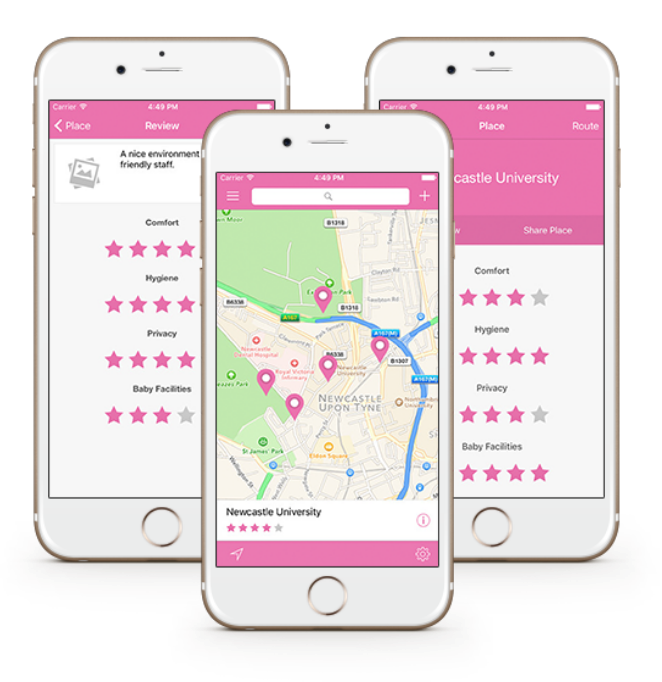 Carrier 4:49 PM
Place Review
A nice environment
friendly staff.
Comfort
Hygiene
Privacy
Baby Facilities
Carrier 4:49 PM
B1318
Clayton Rd
B6338
B1318
A167
A167(M)
Newcastle
Dental Hospital
Royal Victoria
Infirmary
B6338
Newcastle
University
B1307
A167(M)
NEWCASTLE
UPON TYNE
St James' Park
Eldon Square
Newcastle University
Carrier 4:49 PM
Place Route
castle University
Share Place
Comfort
Hygiene
Privacy
Baby Facilities